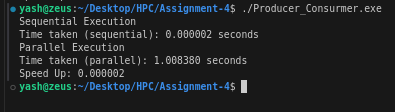 yash@zeus:~/Desktop/HPC/Assignment-4$ ./Producer_Consurmer.exe
Sequential Execution
Time taken (sequential): 0.000002 seconds
Parallel Execution
Time taken (parallel): 1.008380 seconds
Speed Up: 0.000002
yash@zeus:~/Desktop/HPC/Assignment-4$